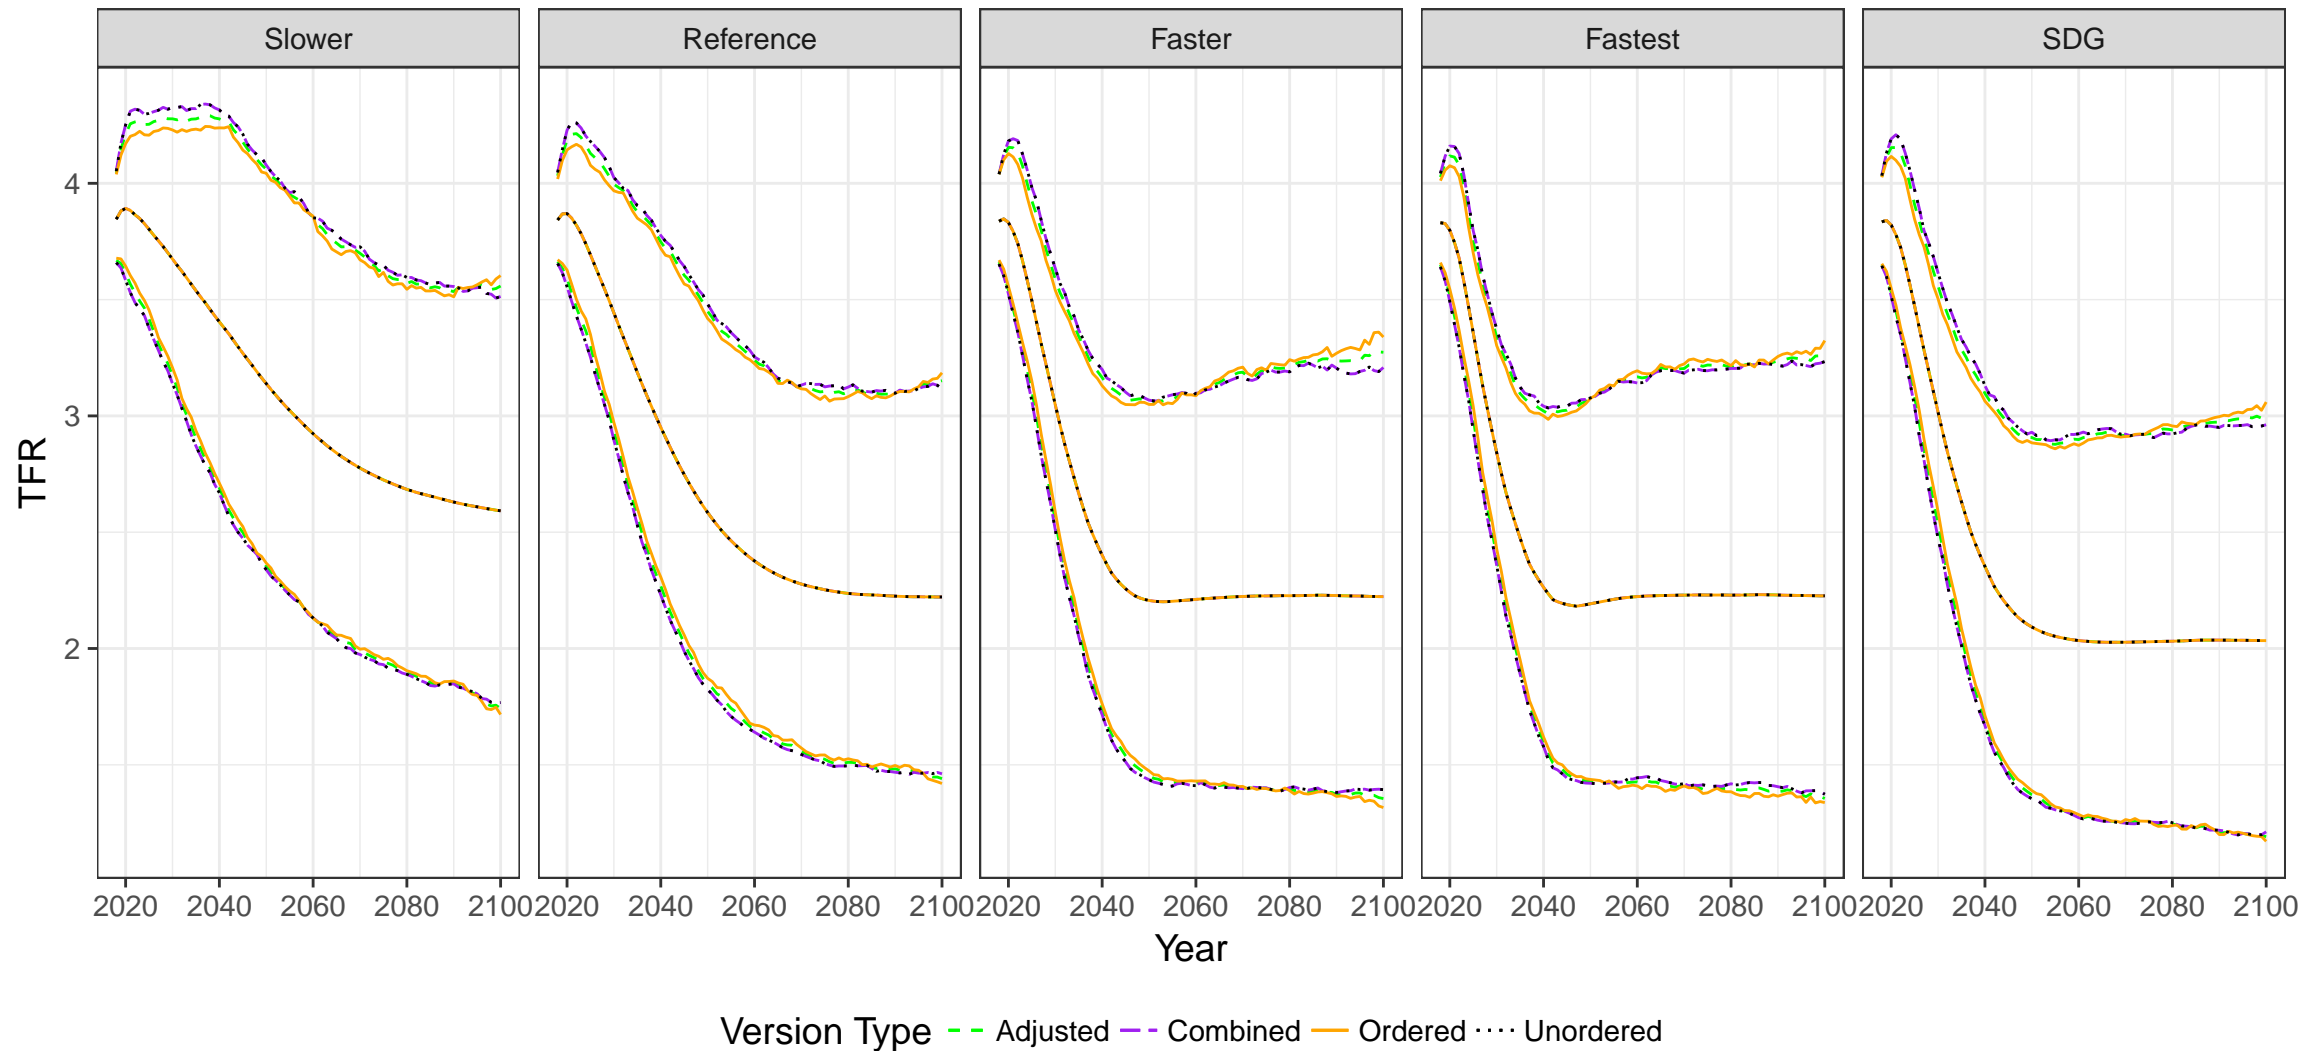 Slower Reference Faster Fastest SDG
4
3
2
TFR
2020 2040 2060 2080 2100 2020 2040 2060 2080 2100 2020 2040 2060 2080 2100 2020 2040 2060 2080 2100 2020 2040 2060 2080 2100
Year
Version Type Adjusted Combined Ordered Unordered